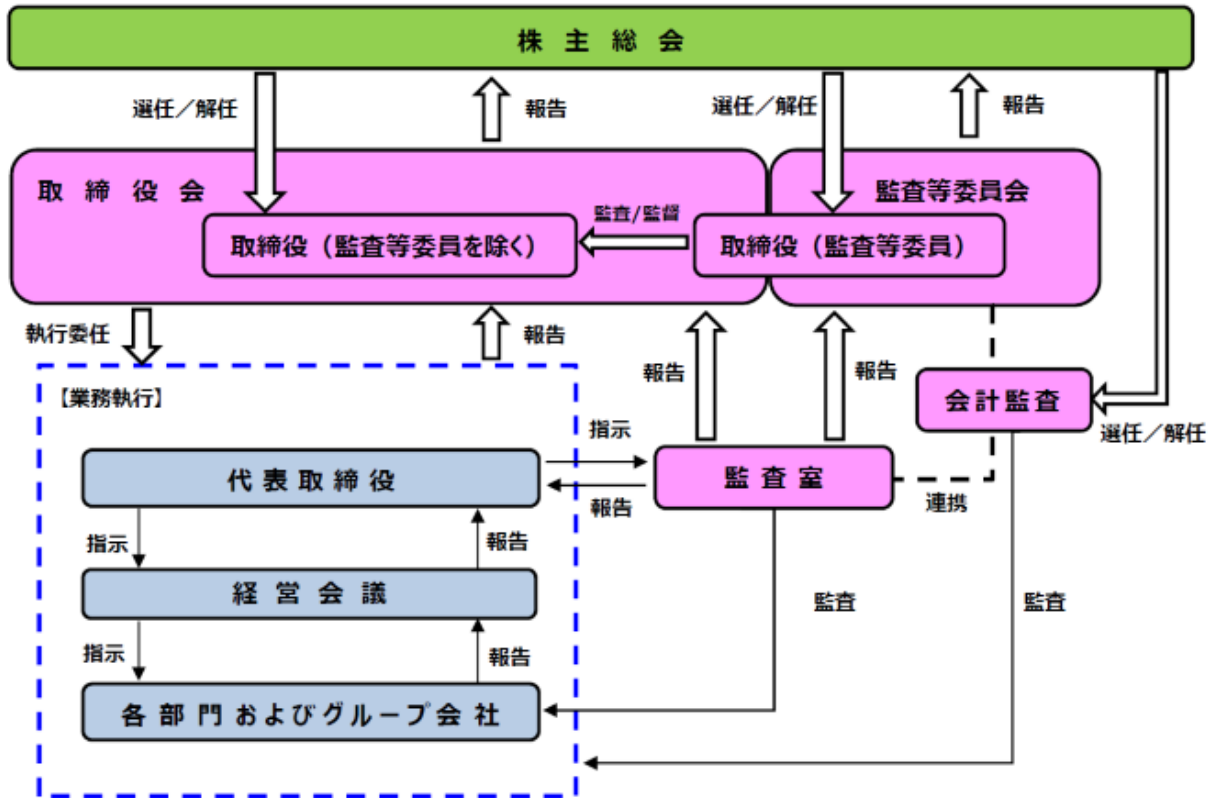 株主総会
選任／解任
報告
選任／解任
報告
取締役会
監査等委員会
監査/監督
取締役（監査等委員を除く）
取締役（監査等委員）
執行委任
報告
報告
報告
【業務執行】
会計監査
選任／解任
指示
代表取締役
監査室
報告
連携
指示
報告
経営会議
監査
監査
指示
報告
各部門およびグループ会社